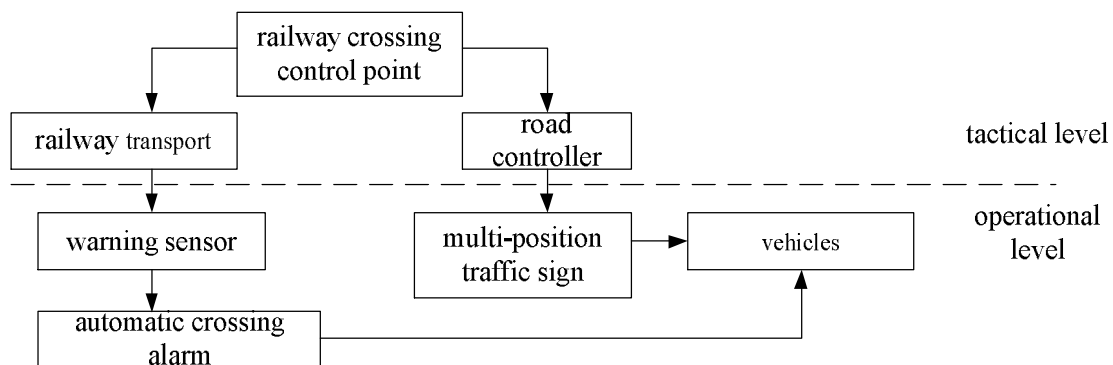 railway crossing
control point
railway transport
road
controller
tactical level
warning sensor
multi-position
traffic sign
vehicles
operational
level
automatic crossing
alarm